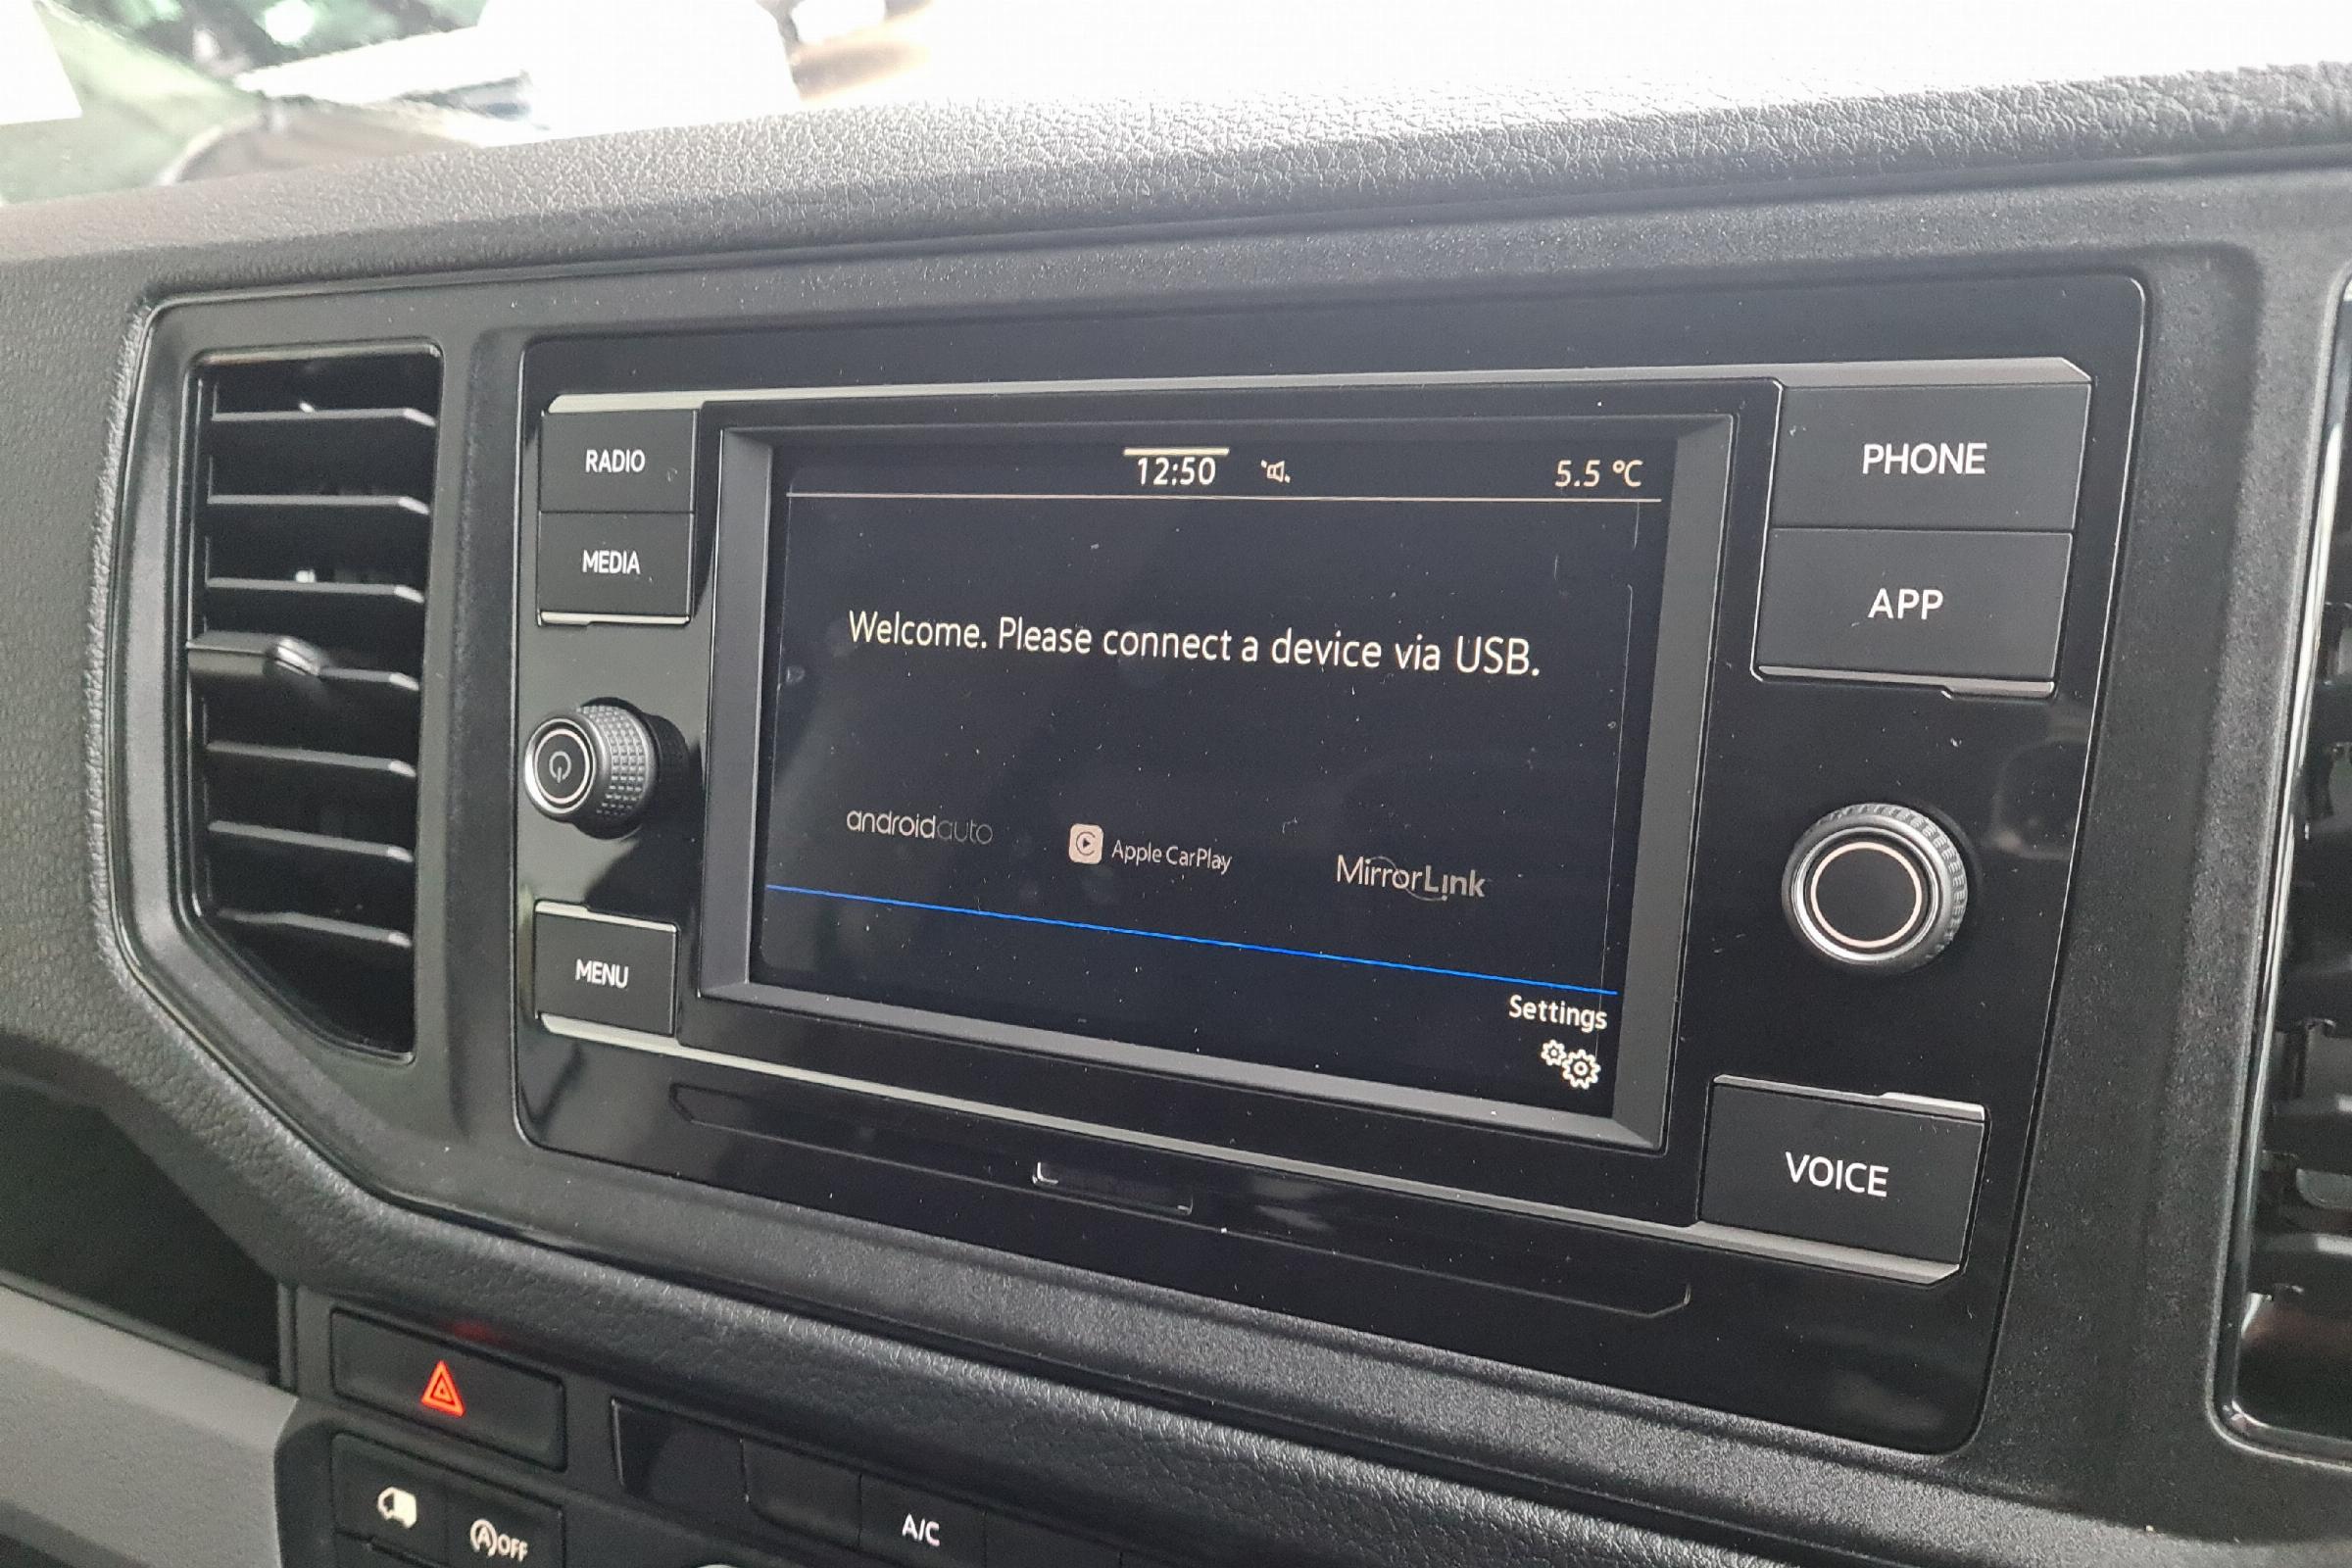 RADIO
MEDIA
MENU
12:50
5.5 °C
Welcome. Please connect a device via USB.
androidauto
Apple CarPlay
MirrorLink
Settings
PHONE
APP
VOICE
A OFF
A/C